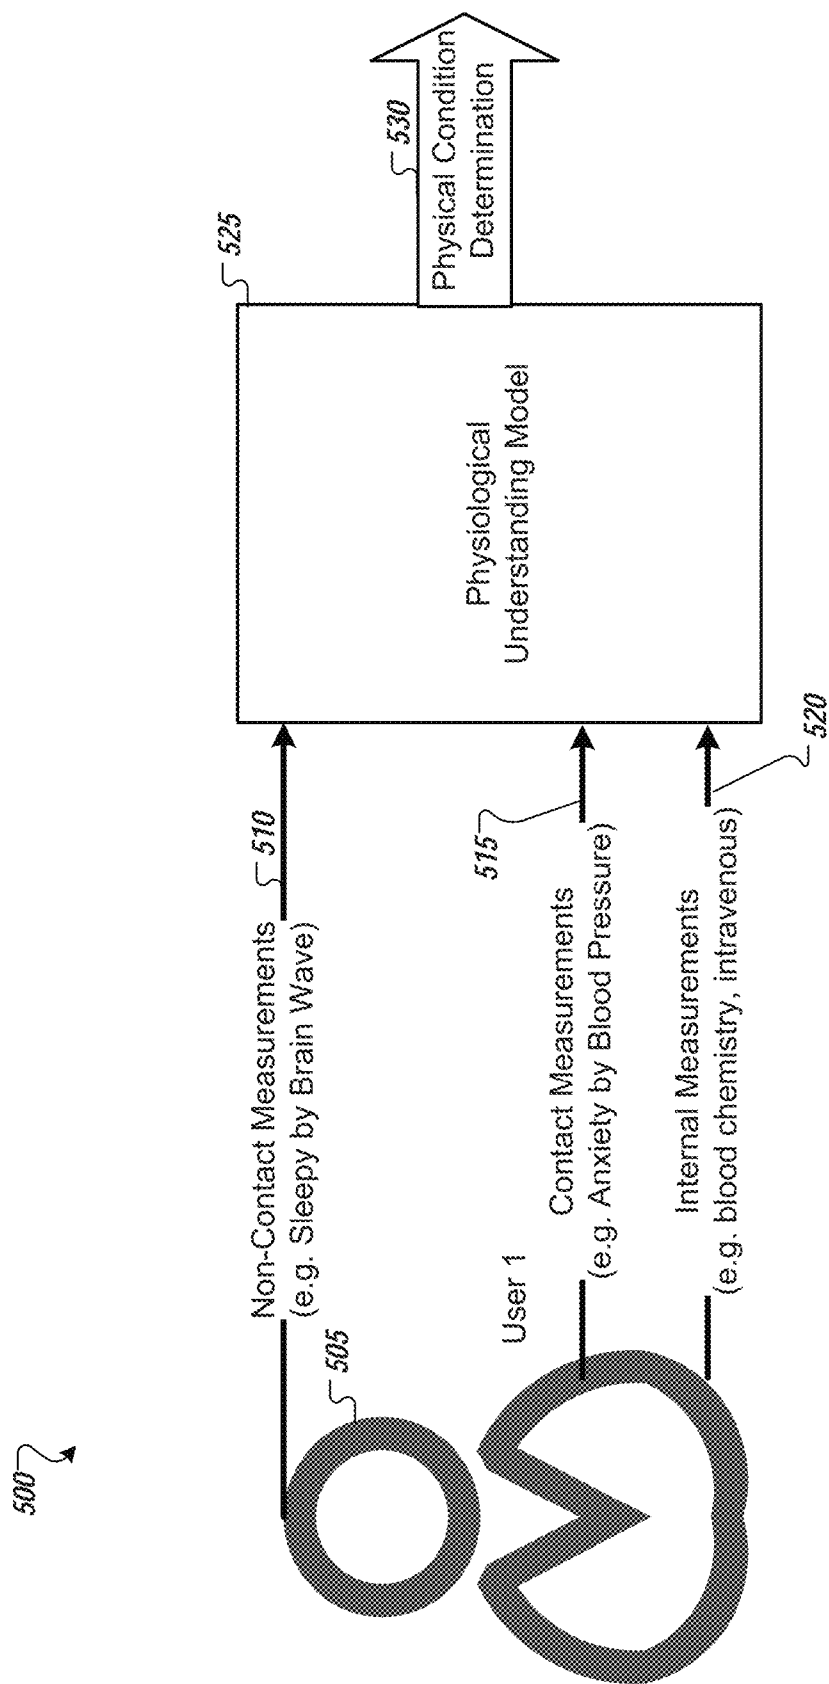 500
505
User 1
Non-Contact Measurements
(e.g. Sleepy by Brain Wave)
510
Contact Measurements
(e.g. Anxiety by Blood Pressure)
515
Internal Measurements
(e.g. blood chemistry, intravenous)
520
525
Physiological
Understanding Model
530
Physical Condition
Determination